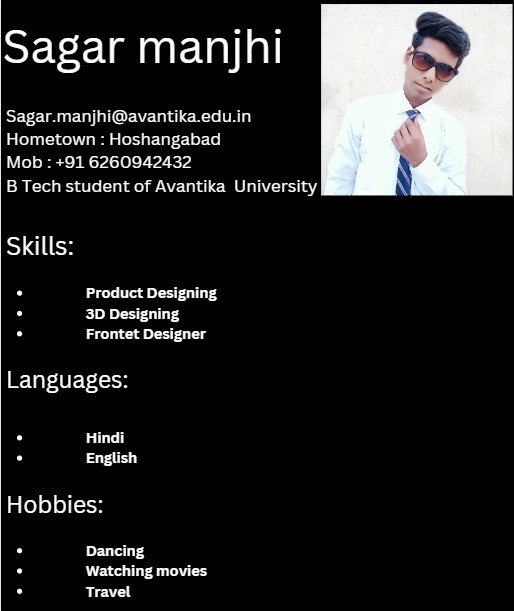 Sagar manjhi
Sagar.manjhi@avantika.edu.in
Hometown : Hoshangabad
Mob : +91 6260942432
B Tech student of Avantika  University
Skills:
• Product Designing
• 3D Designing
• Frontet Designer
Languages:
• Hindi
• English
Hobbies:
• Dancing
• Watching movies
• Travel